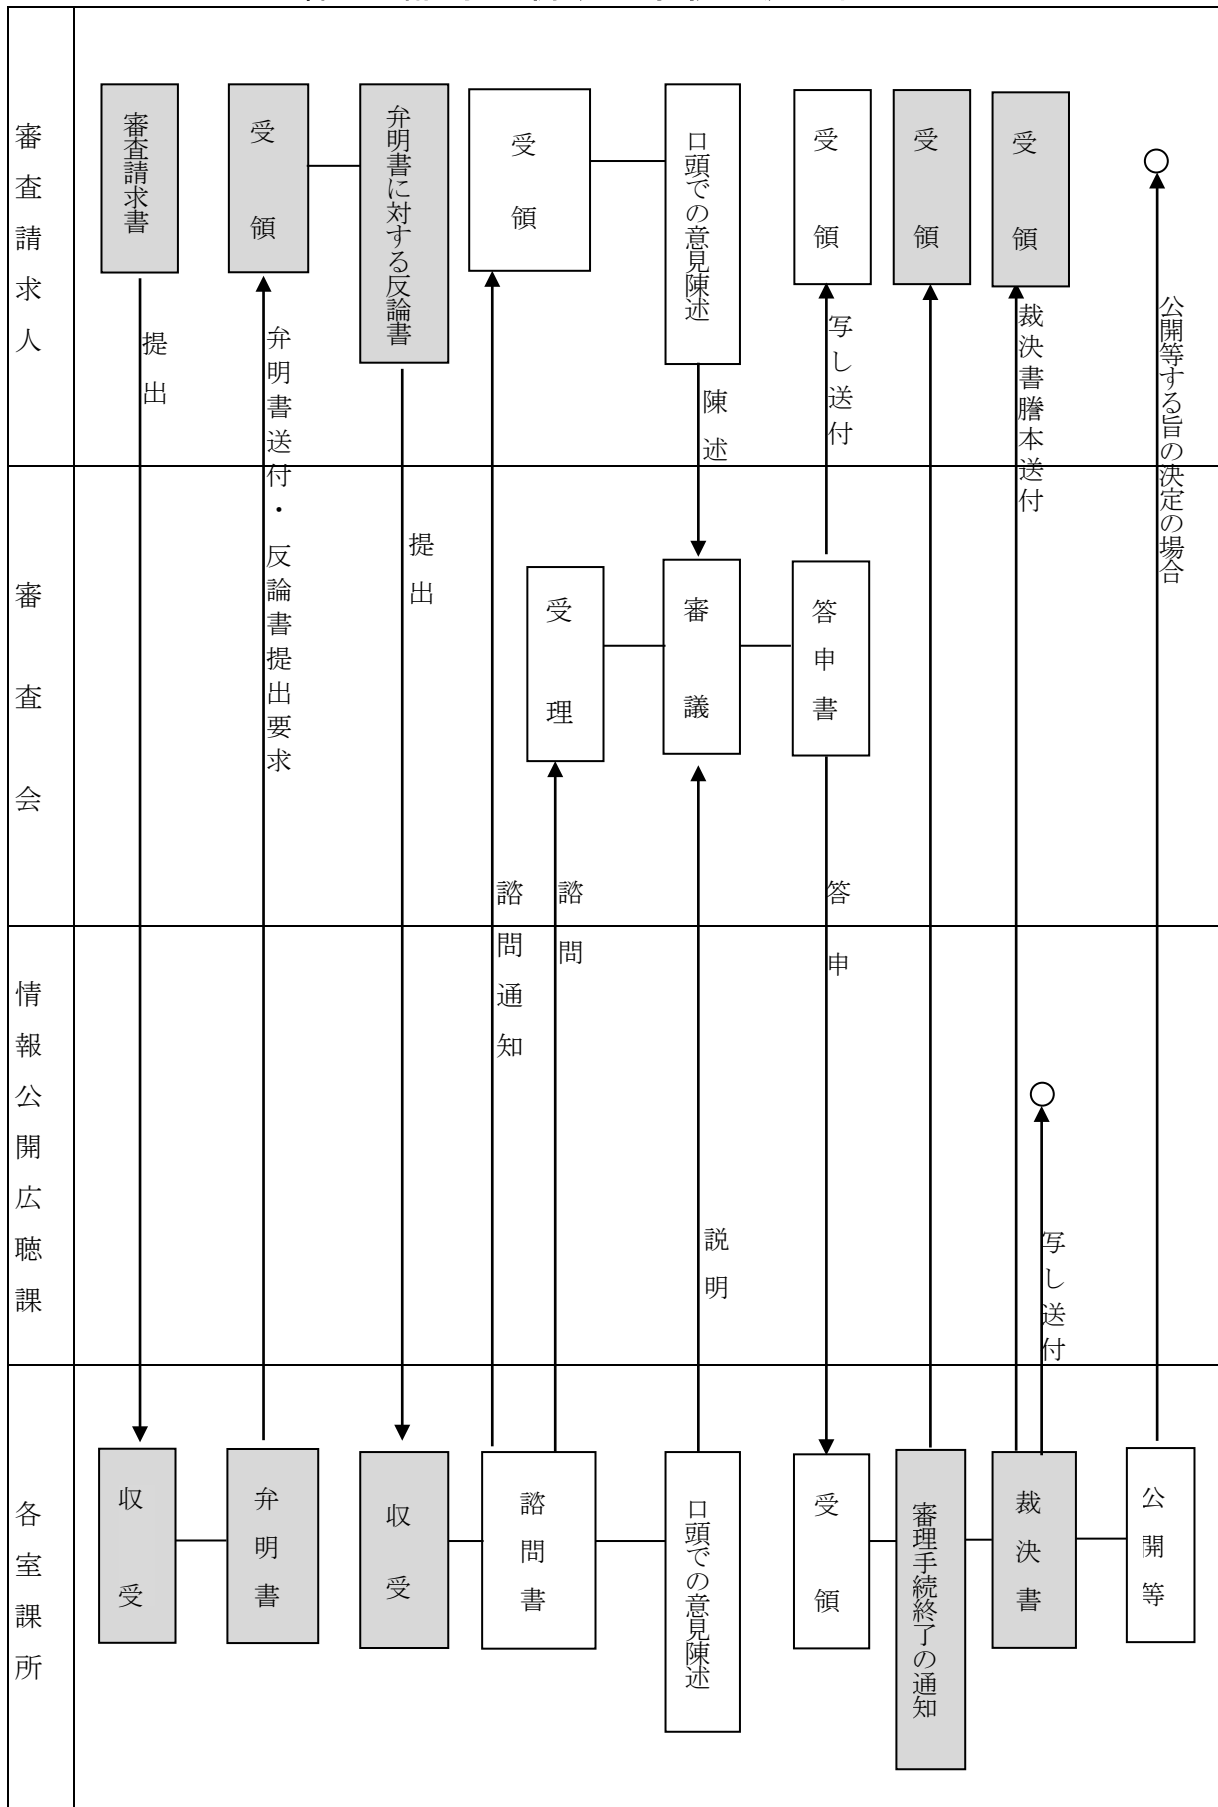 審査請求人
審査請求書
受領
弁明書に対する反論書
受領
口頭での意見陳述
受領
受領
受領
提出
弁明書送付・反論書提出要求
提出
陳述
写し送付
裁決書謄本送付
公開等する旨の決定の場合
審査会
受理
審議
答申書
諮問通知
諮問
答申
情報公開広聴課
説明
写し送付
各室課所
収受
弁明書
収受
諮問書
口頭での意見陳述
受領
審理手続終了の通知
裁決書
公開等